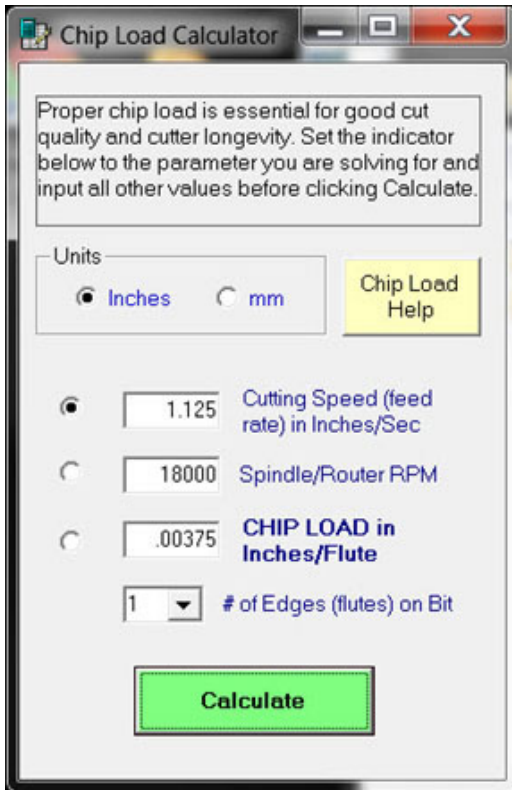 Chip Load Calculator
Proper chip load is essential for good cut
quality and cutter longevity. Set the indicator
below to the parameter you are solving for and
input all other values before clicking Calculate.
Units
Inches mm
Chip Load
Help
1.125 Cutting Speed (feed
rate) in Inches/Sec
18000 Spindle/Router RPM
.00375 CHIP LOAD in
Inches/Flute
1 # of Edges (flutes) on Bit
Calculate